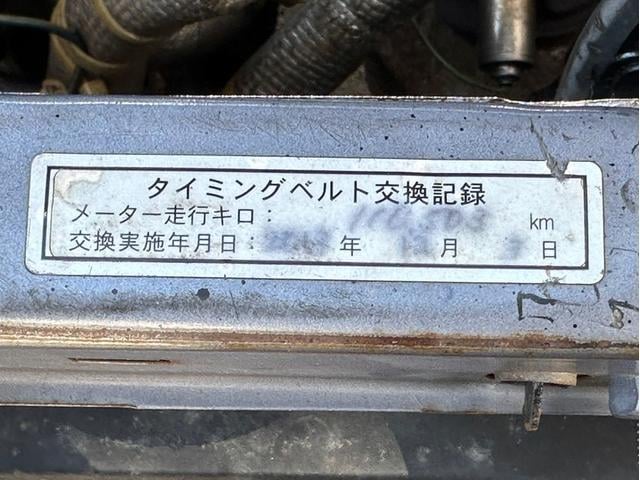 タイミングベルト交換記録
メーター走行キロ： km
交換実施年月日： 年 月 日